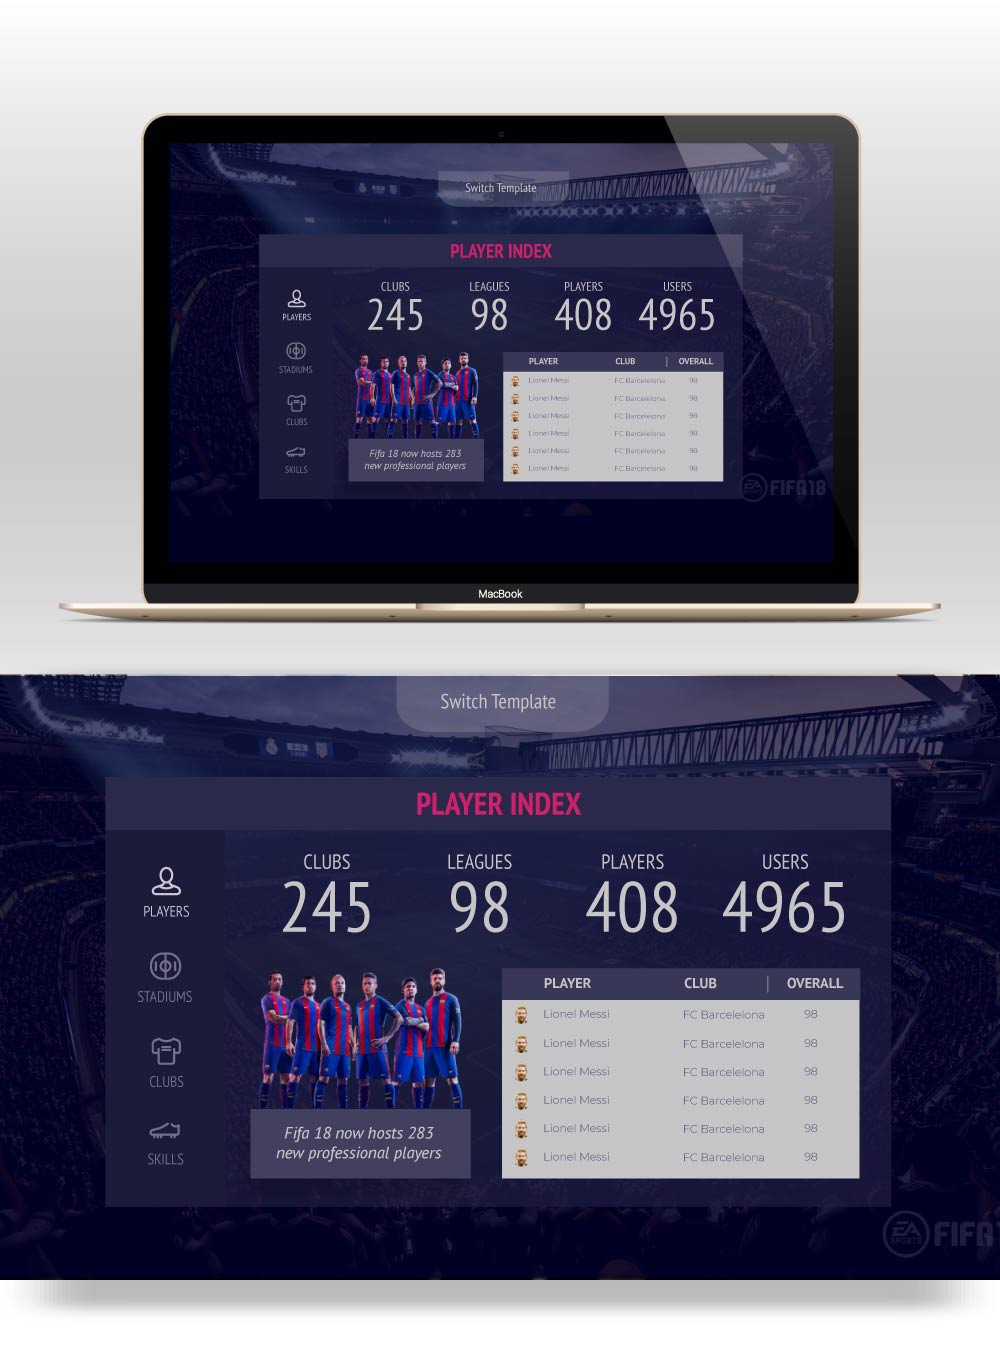 Switch Template
PLAYER INDEX
CLUBS LEAGUES PLAYERS USERS
245 98 408 4965
PLAYERS
STADIUMS
CLUBS
SKILLS
PLAYER CLUB | OVERALL
Lionel Messi FC Barcelelona 98
Lionel Messi FC Barcelelona 98
Lionel Messi FC Barcelelona 98
Lionel Messi FC Barcelelona 98
Lionel Messi FC Barcelelona 98
Lionel Messi FC Barcelelona 98
Fifa 18 now hosts 283
new professional players
EA SPORTS FIFA18
MacBook
Switch Template
PLAYER INDEX
CLUBS LEAGUES PLAYERS USERS
245 98 408 4965
PLAYERS
STADIUMS
CLUBS
SKILLS
PLAYER CLUB | OVERALL
Lionel Messi FC Barcelelona 98
Lionel Messi FC Barcelelona 98
Lionel Messi FC Barcelelona 98
Lionel Messi FC Barcelelona 98
Lionel Messi FC Barcelelona 98
Lionel Messi FC Barcelelona 98
Fifa 18 now hosts 283
new professional players
EA SPORTS FIFA